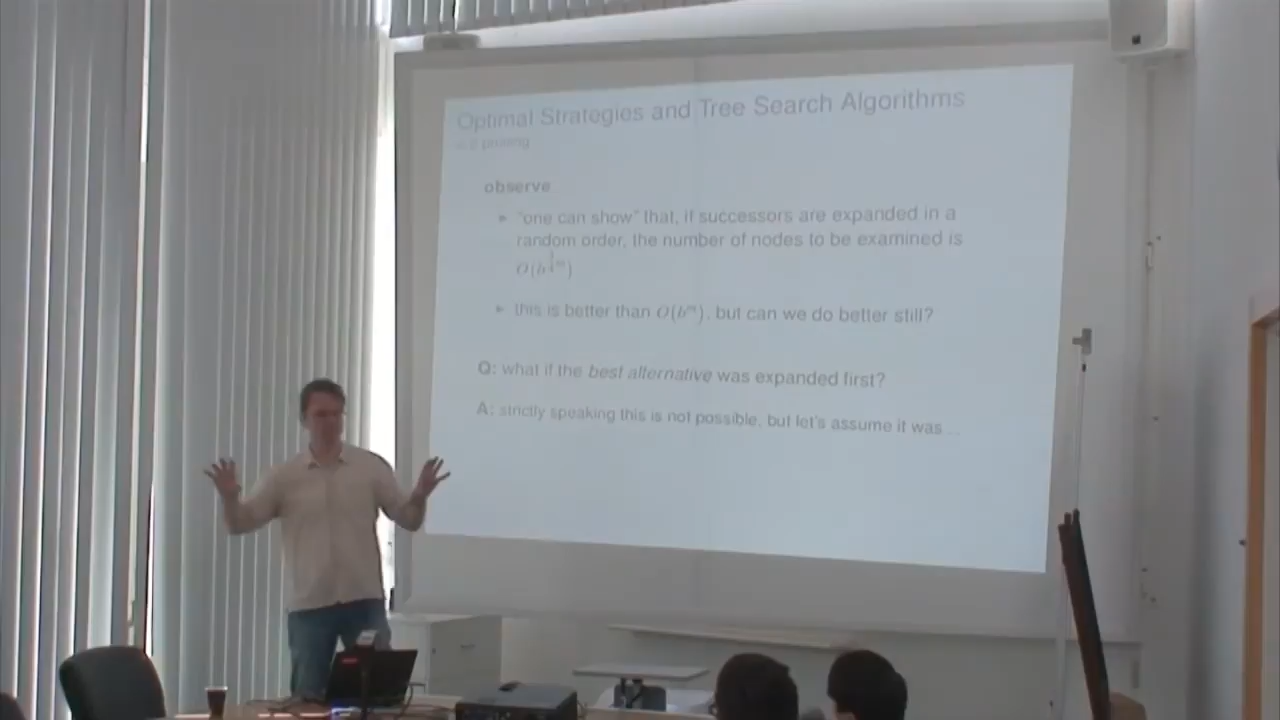 Optimal Strategies and Tree Search Algorithms
pruning
observe
► "one can show" that, if successors are expanded in a
random order, the number of nodes to be examined is
► this is better than O(bᵐ), but can we do better still?
Q: what if the best alternative was expanded first?
A: strictly speaking this is not possible, but let's assume it was ...